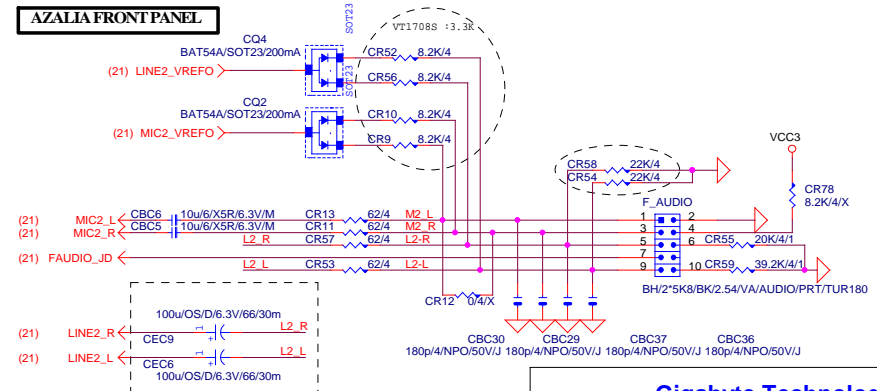 AZALIA FRONT PANEL
SOT23
VT1708S :3.3K
CQ4
BAT54A/SOT23/200mA
CR52 8.2K/4
(21) LINE2_VREFO
CR56 8.2K/4
SOT23
CQ2
BAT54A/SOT23/200mA
CR10 8.2K/4
(21) MIC2_VREFO
CR9 8.2K/4
VCC3
CR58 22K/4
CR54 22K/4
CR78
8.2K/4/X
F_AUDIO
(21) MIC2_L CBC6 10u/6/X5R/6.3V/M CR13 62/4 M2_L 1 2
(21) MIC2_R CBC5 10u/6/X5R/6.3V/M CR11 62/4 M2_R 3 4
L2_R CR57 62/4 L2-R 5 6 CR55 20K/4/1
(21) FAUDIO_JD 7
L2_L CR53 62/4 L2-L 9 10 CR59 39.2K/4/1
BH/2*5K8/BK/2.54/VA/AUDIO/PRT/TUR180
CR12 0/4/X
100u/OS/D/6.3V/66/30m
(21) LINE2_R 1 + L2_R
CEC9
(21) LINE2_L 1 + L2_L
CEC6
100u/OS/D/6.3V/66/30m
CBC30 CBC29 CBC37 CBC36
180p/4/NPO/50V/J 180p/4/NPO/50V/J 180p/4/NPO/50V/J 180p/4/NPO/50V/J
Gigabyte Technolo